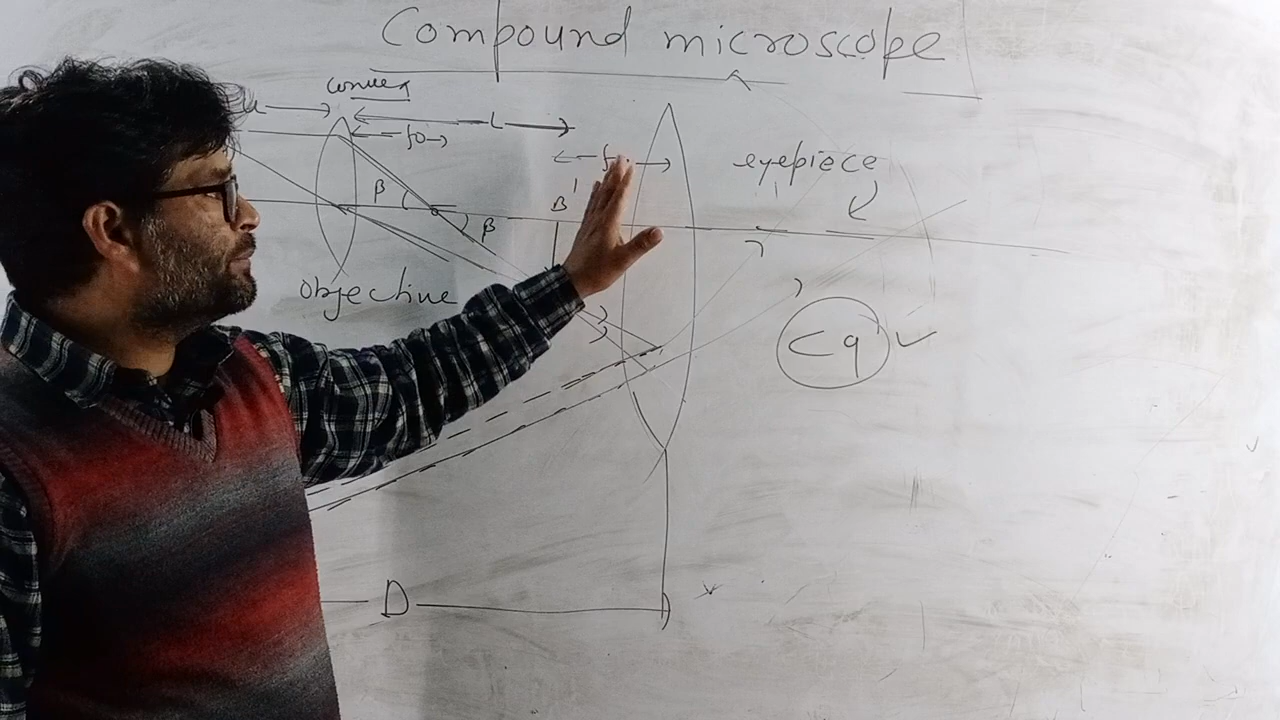 Compound microscope
convex
u
L
fo
f
eyepiece
β
B
β
Objective
D